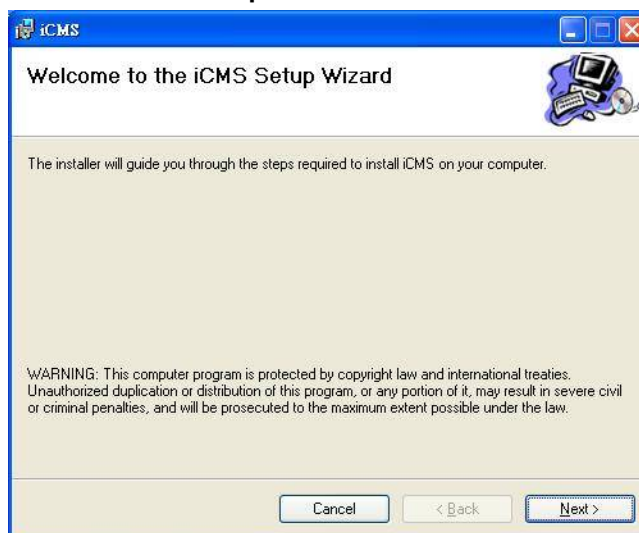 iCMS
Welcome to the iCMS Setup Wizard
The installer will guide you through the steps required to install iCMS on your computer.
WARNING: This computer program is protected by copyright law and international treaties.
Unauthorized duplication or distribution of this program, or any portion of it, may result in severe civil
or criminal penalties, and will be prosecuted to the maximum extent possible under the law.
Cancel
< Back
Next >